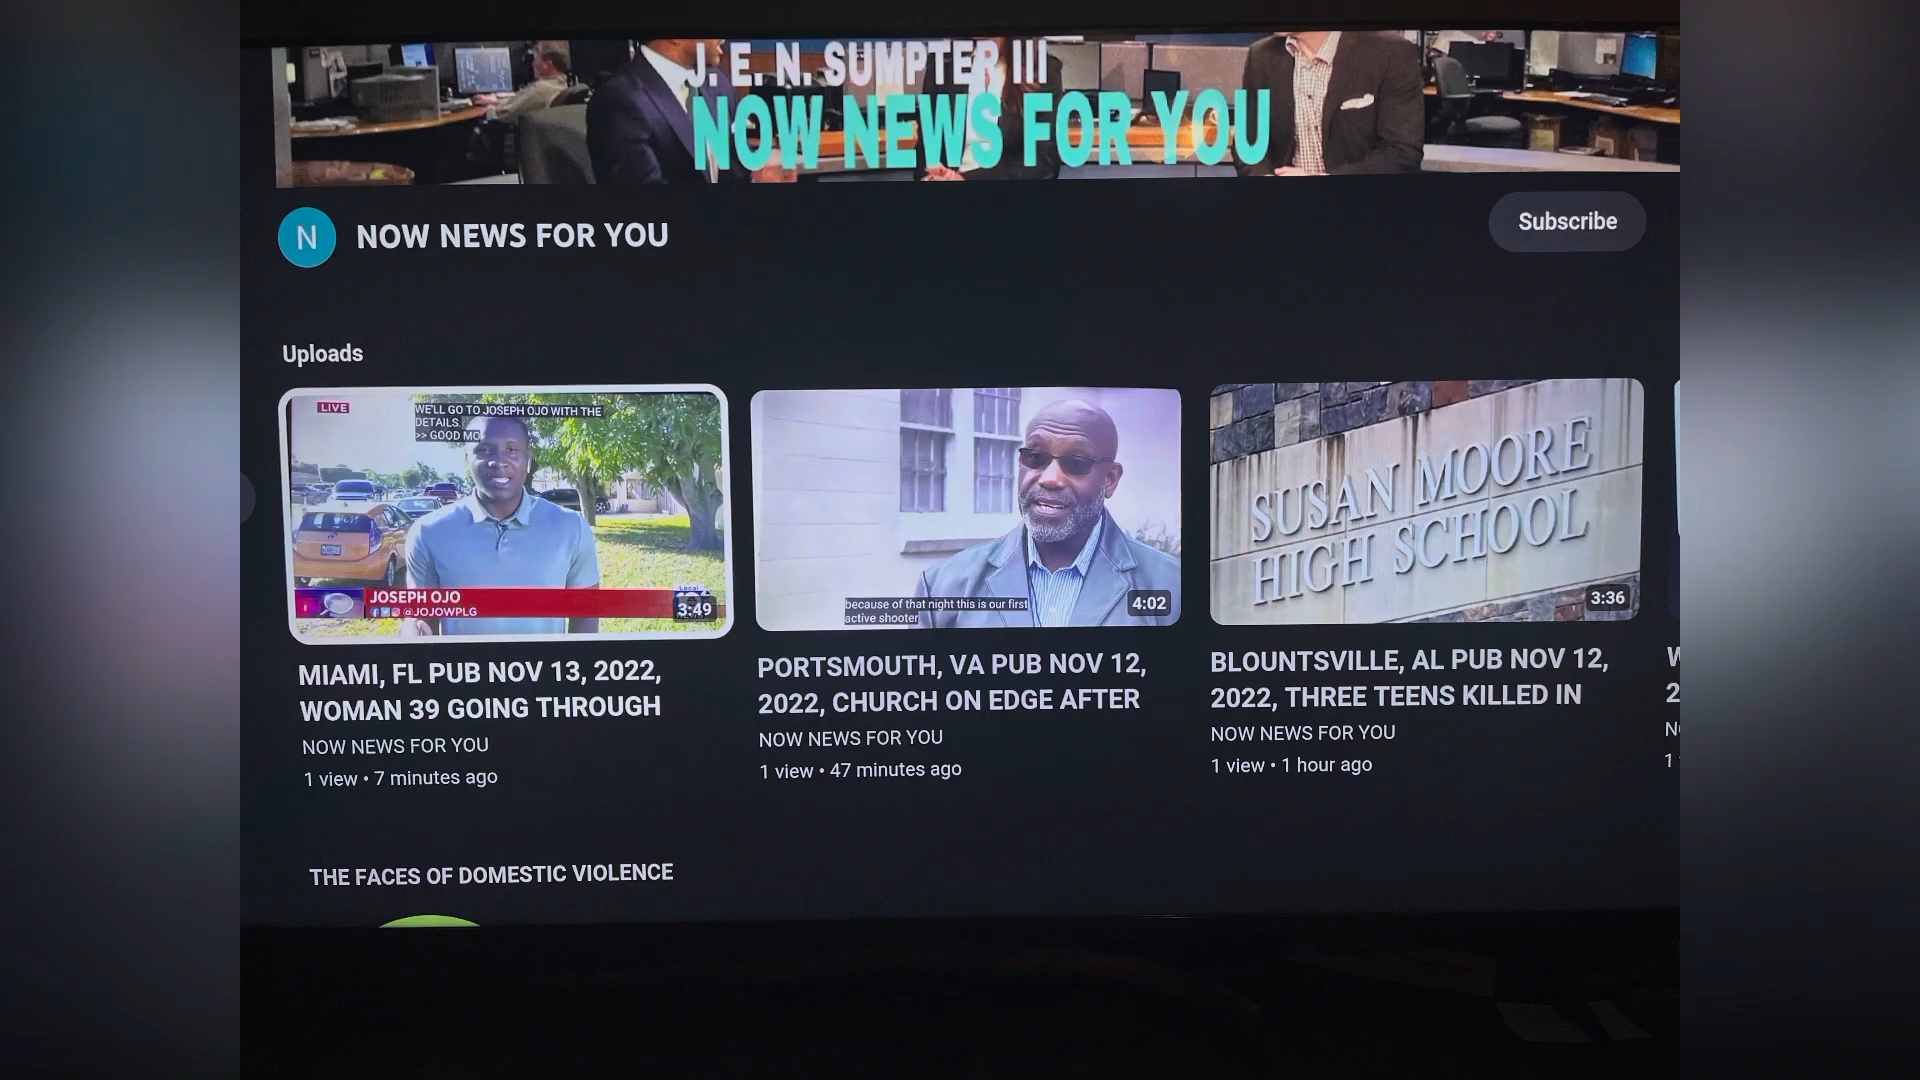 J. E. N. SUMPTER III
NOW NEWS FOR YOU
N
NOW NEWS FOR YOU
Subscribe
Uploads
LIVE
WE'LL GO TO JOSEPH OJO WITH THE
DETAILS.
>> GOOD MO
JOSEPH OJO
@JOJOWPLG
3:49
because of that night this is our first
active shooter
4:02
SUSAN MOORE
HIGH SCHOOL
3:36
MIAMI, FL PUB NOV 13, 2022,
WOMAN 39 GOING THROUGH
NOW NEWS FOR YOU
1 view • 7 minutes ago
PORTSMOUTH, VA PUB NOV 12,
2022, CHURCH ON EDGE AFTER
NOW NEWS FOR YOU
1 view • 47 minutes ago
BLOUNTSVILLE, AL PUB NOV 12,
2022, THREE TEENS KILLED IN
NOW NEWS FOR YOU
1 view • 1 hour ago
THE FACES OF DOMESTIC VIOLENCE